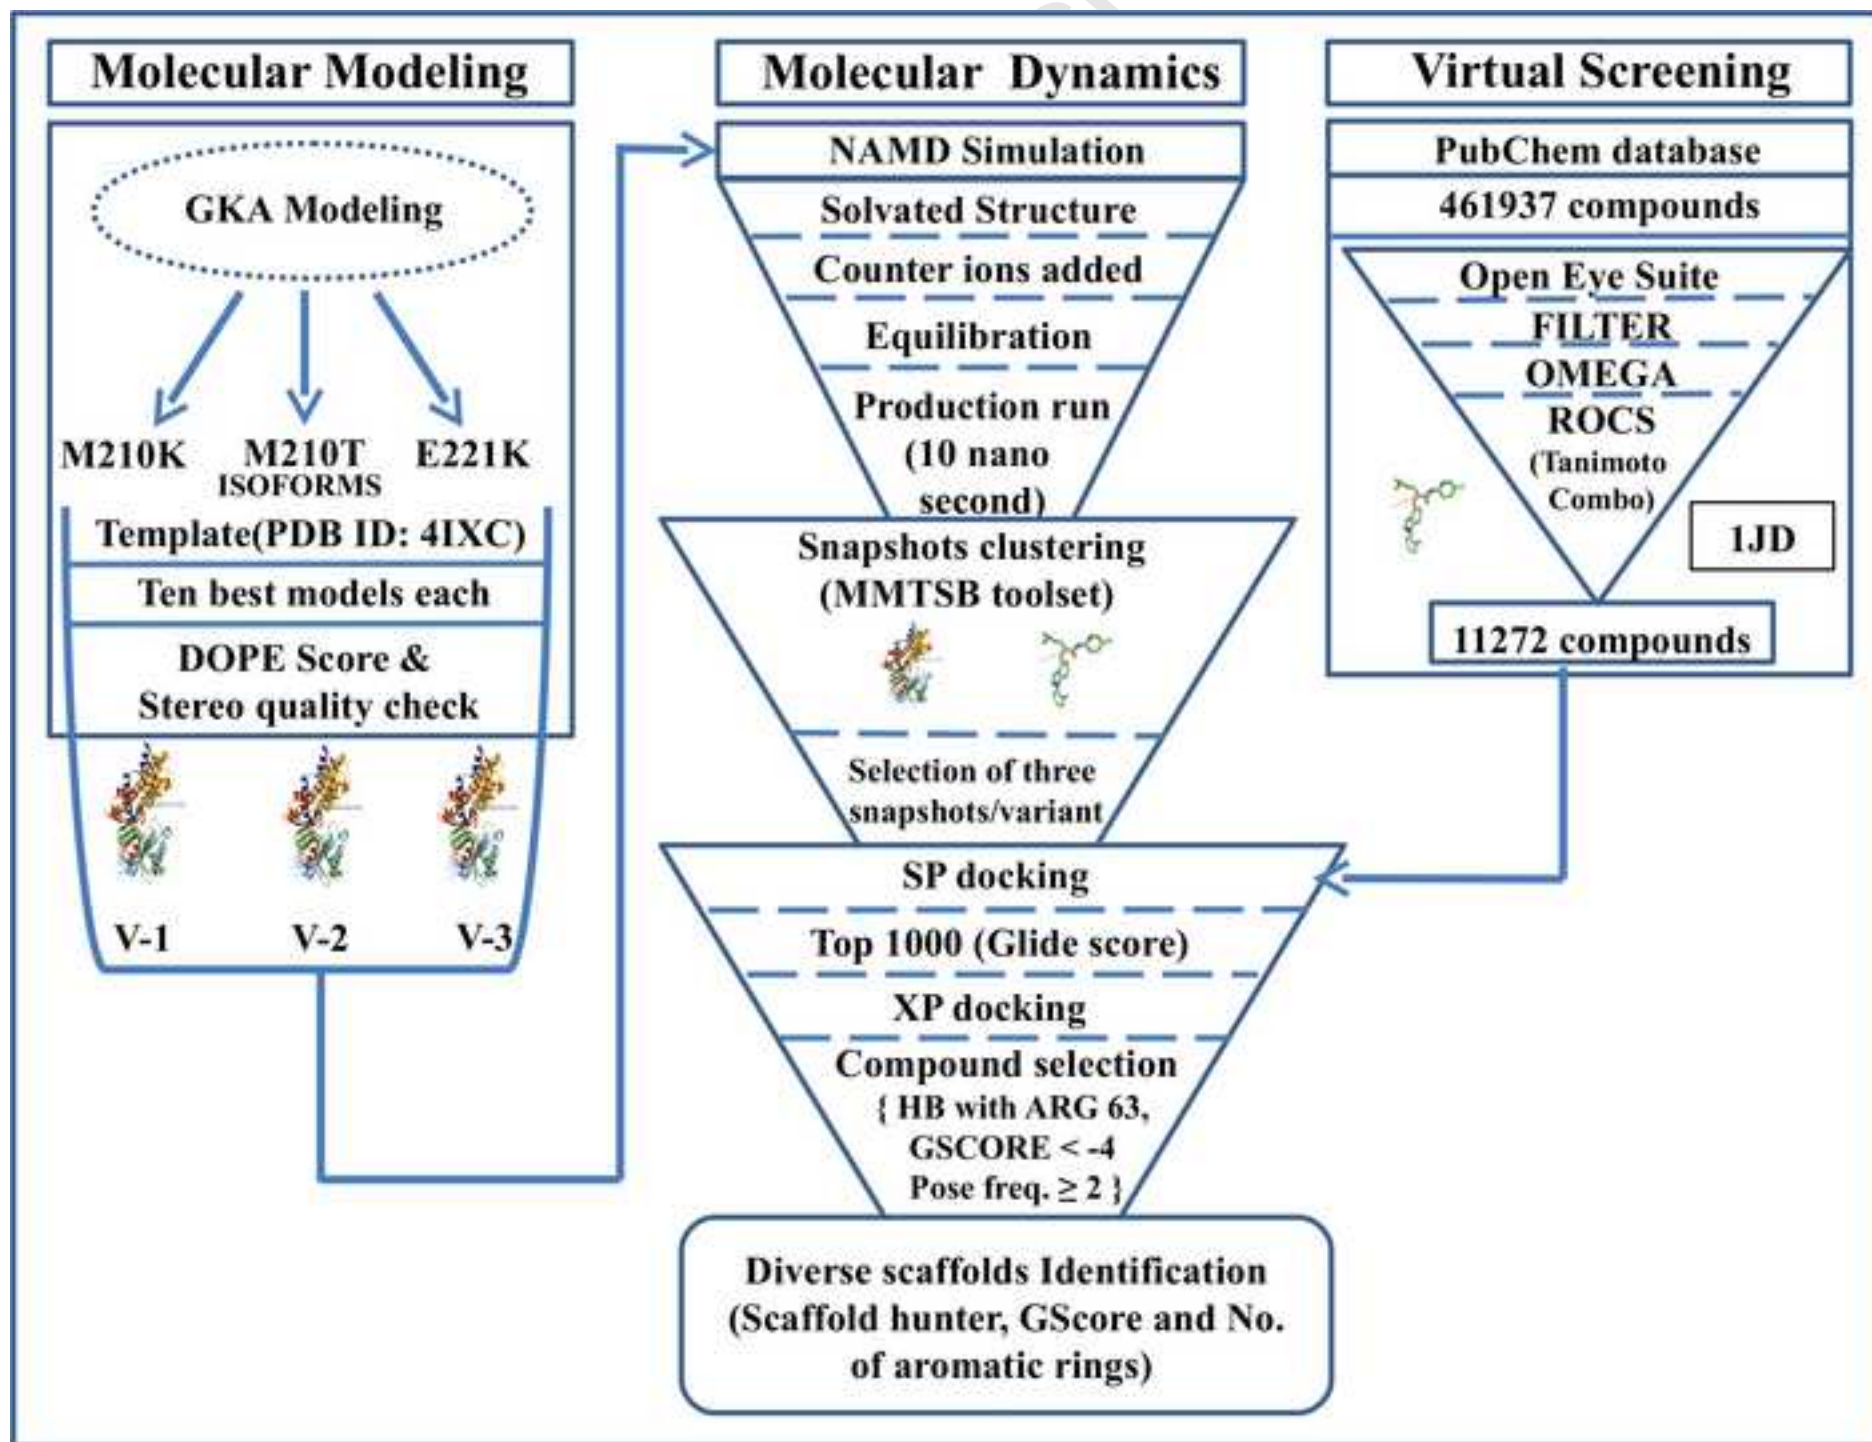 Molecular Modeling
GKA Modeling
M210K M210T E221K
ISOFORMS
Template(PDB ID: 4IXC)
Ten best models each
DOPE Score &
Stereo quality check
V-1 V-2 V-3
Molecular Dynamics
NAMD Simulation
Solvated Structure
Counter ions added
Equilibration
Production run
(10 nano
second)
Snapshots clustering
(MMTSB toolset)
Selection of three
snapshots/variant
SP docking
Top 1000 (Glide score)
XP docking
Compound selection
{ HB with ARG 63,
GSCORE < -4
Pose freq. ≥ 2 }
Diverse scaffolds Identification
(Scaffold hunter, GScore and No.
of aromatic rings)
Virtual Screening
PubChem database
461937 compounds
Open Eye Suite
FILTER
OMEGA
ROCS
(Tanimoto
Combo)
1JD
11272 compounds